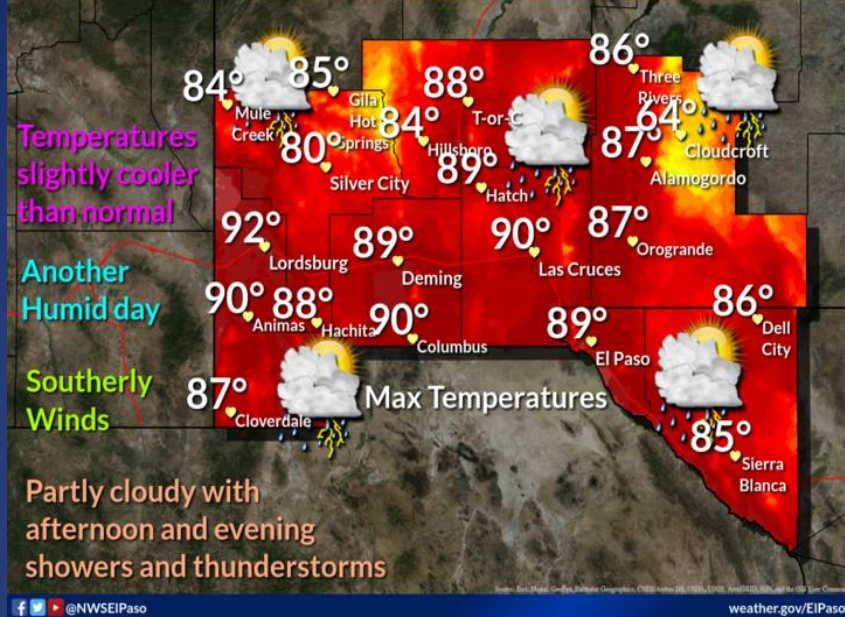 86°
84°
85°
88°
Three
Rivers
Mule
Creek
Gila
Hot
Springs
T-or-C
64°
84°
Hillsboro
Cloudcroft
Temperatures
slightly cooler
than normal
80°
Silver City
89°
Hatch
87°
Alamogordo
92°
Lordsburg
89°
Deming
90°
Las Cruces
87°
Orogrande
Another
Humid day
90°
Animas
88°
Hachita
90°
Columbus
89°
El Paso
86°
Dell
City
Southerly
Winds
87°
Cloverdale
Max Temperatures
85°
Sierra
Blanca
Partly cloudy with
afternoon and evening
showers and thunderstorms
@NWSElPaso
weather.gov/ElPaso